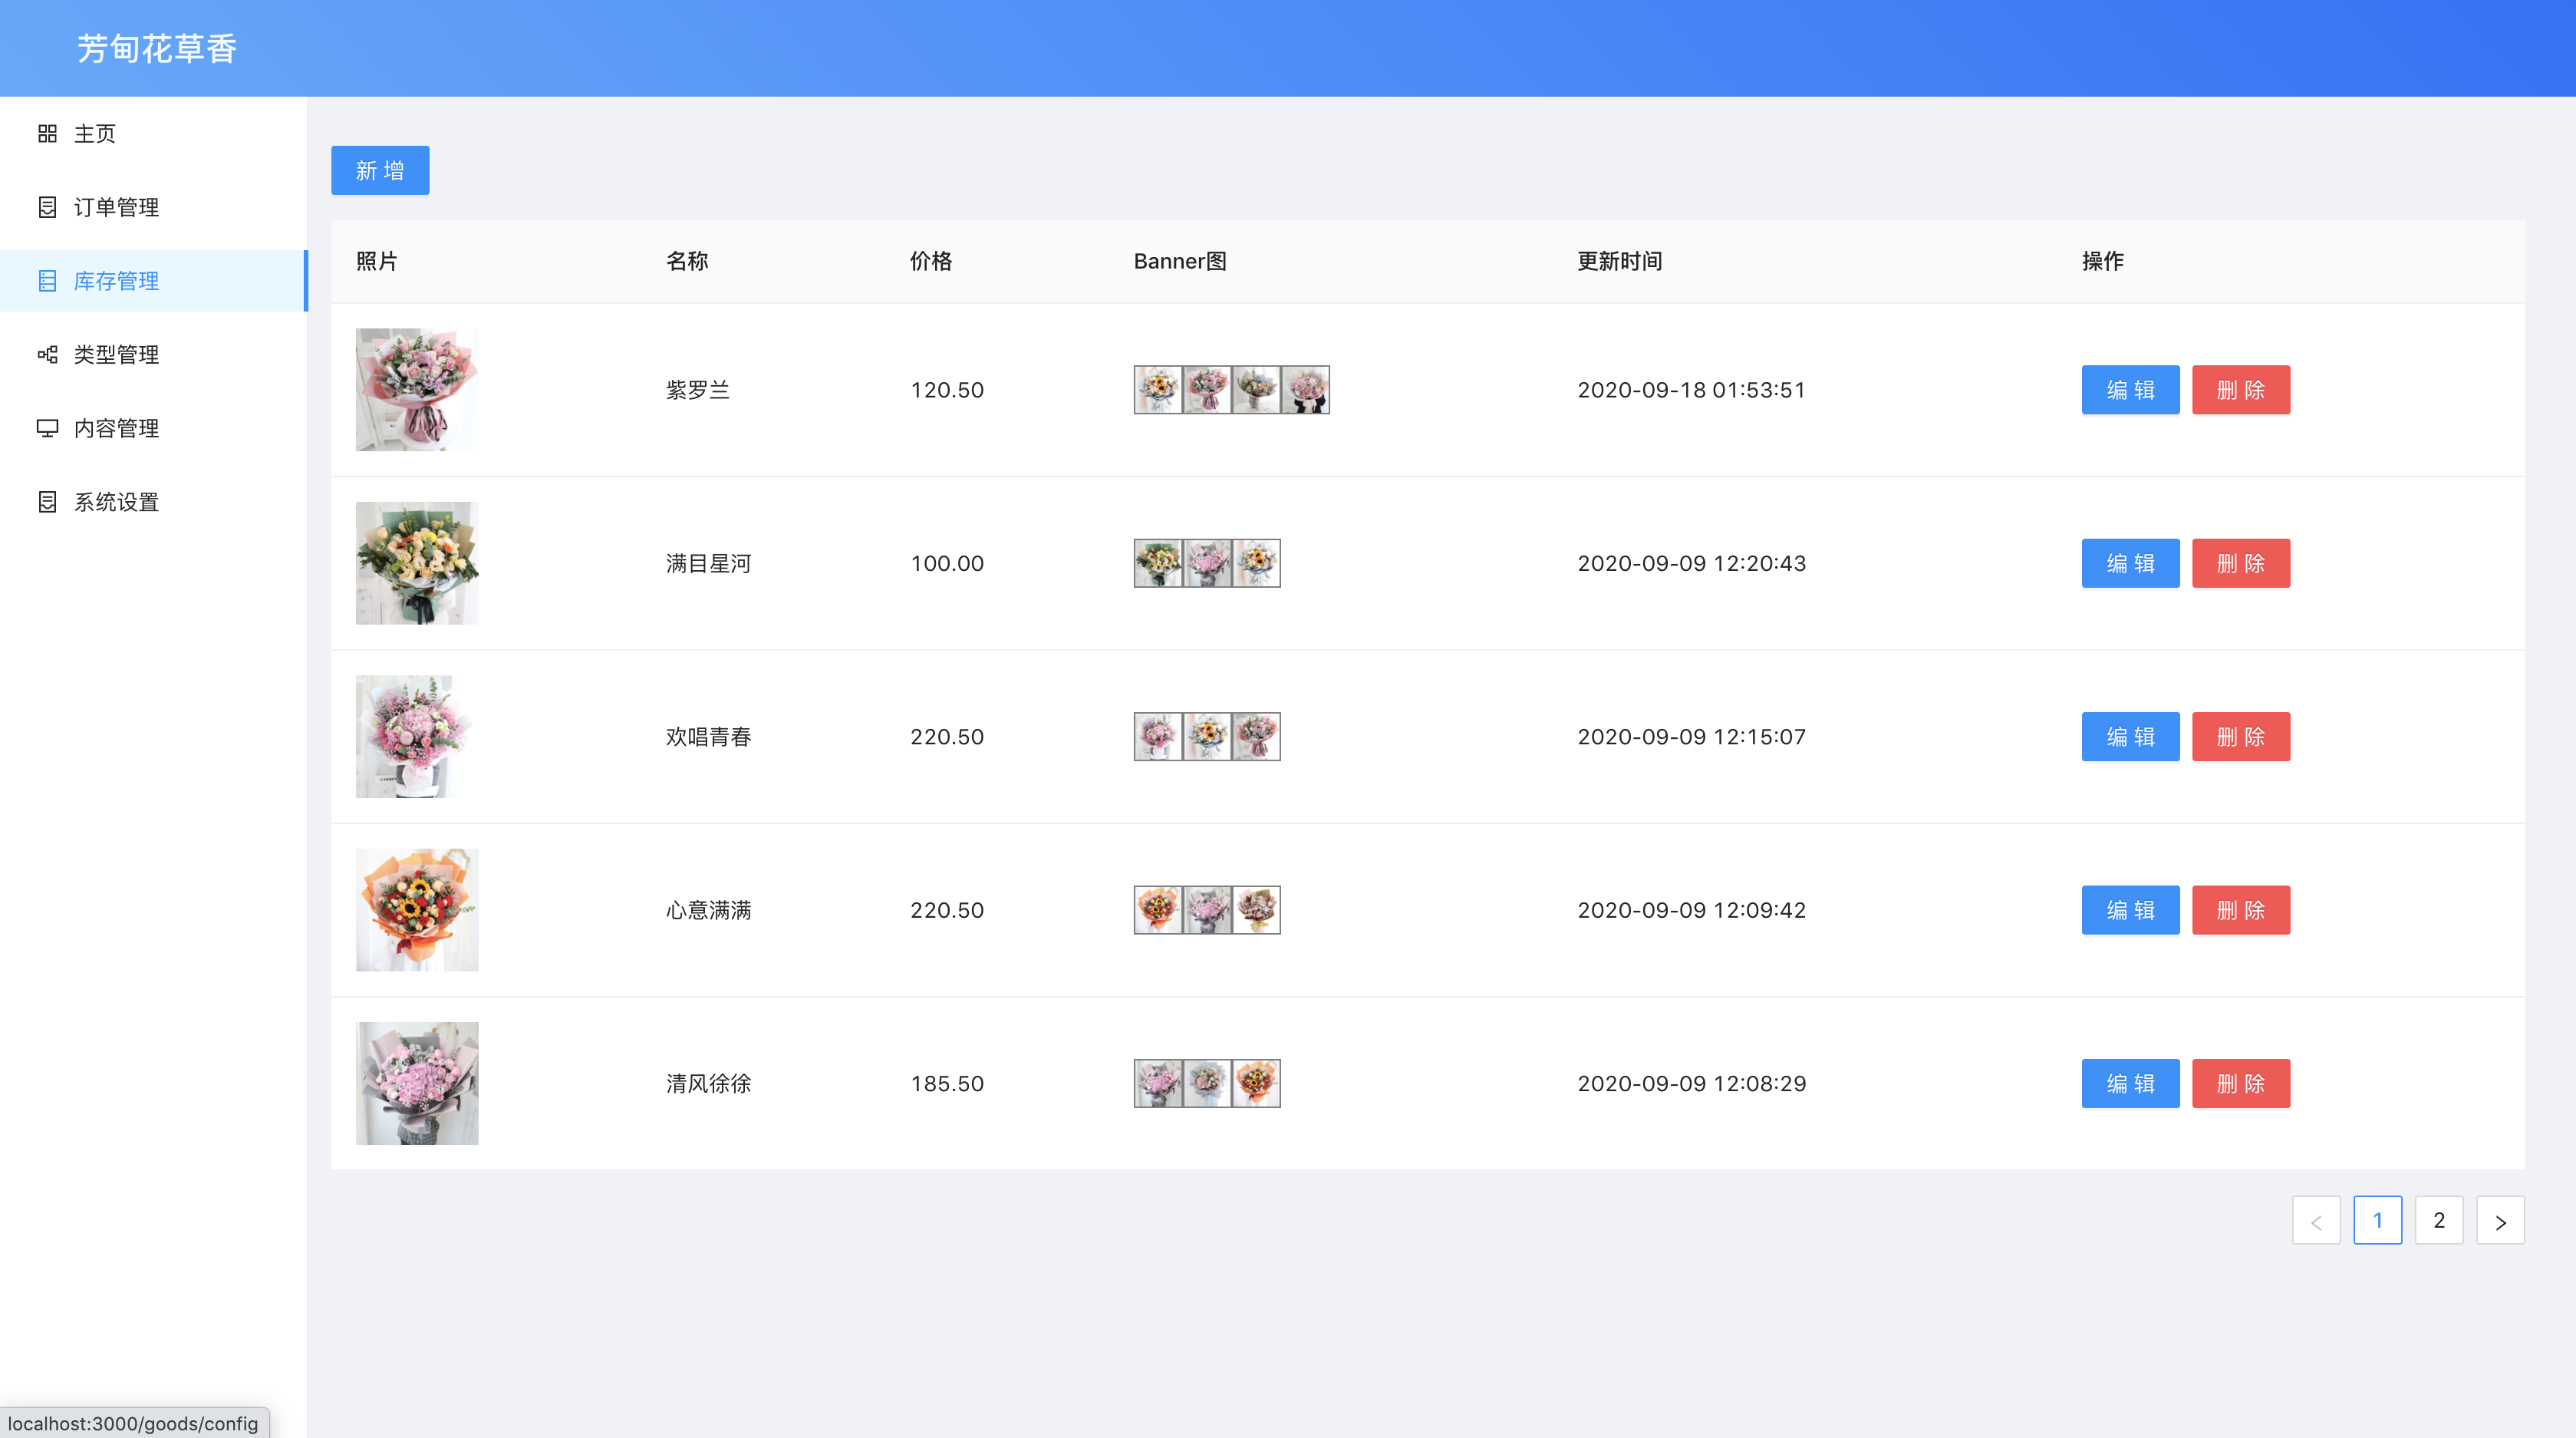 芳甸花草香
主页
订单管理
库存管理
类型管理
内容管理
系统设置
新增
照片 名称 价格 Banner图 更新时间 操作
紫罗兰 120.50 2020-09-18 01:53:51 编辑 删除
满目星河 100.00 2020-09-09 12:20:43 编辑 删除
欢唱青春 220.50 2020-09-09 12:15:07 编辑 删除
心意满满 220.50 2020-09-09 12:09:42 编辑 删除
清风徐徐 185.50 2020-09-09 12:08:29 编辑 删除
< 1 2 >
localhost:3000/goods/config